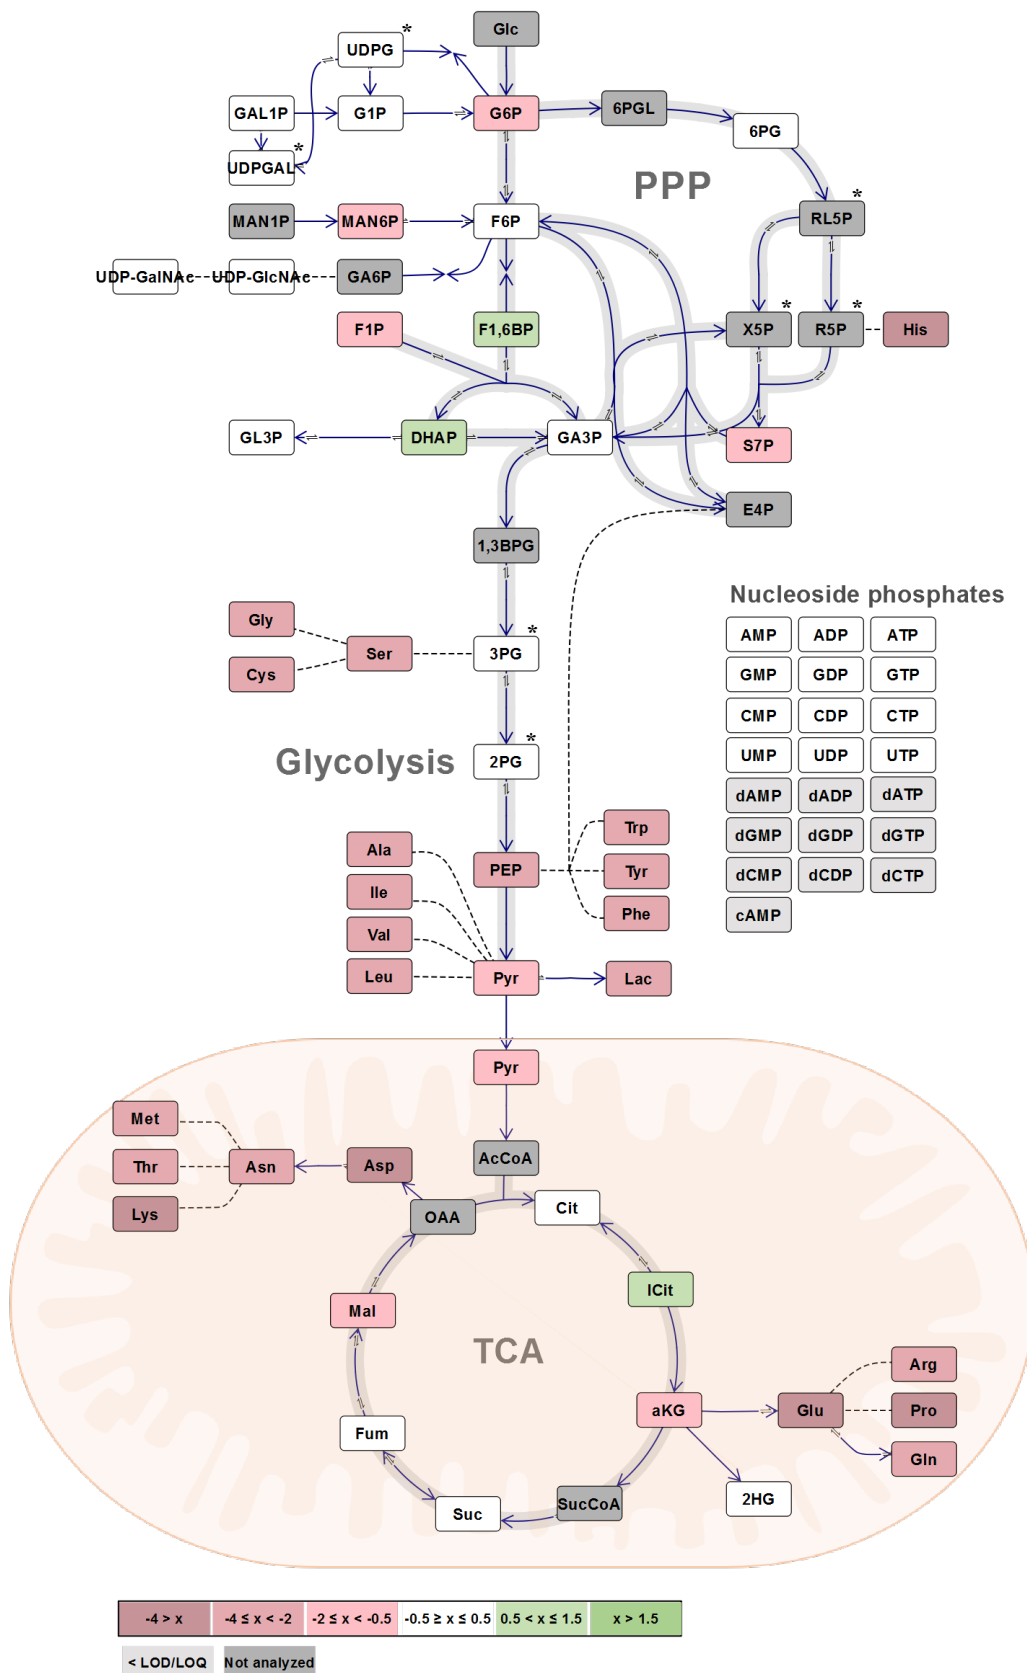 Glc
UDPG *
GAL1P
G1P
G6P
6PGL
6PG
UDPGAL *
PPP
MAN1P
MAN6P
F6P
RL5P *
UDP-GalNAc
UDP-GlcNAc
GA6P
F1P
F1,6BP
X5P *
R5P *
His
GL3P
DHAP
GA3P
S7P
E4P
1,3BPG
Nucleoside phosphates
Gly
Ser
Cys
3PG *
AMP ADP ATP
GMP GDP GTP
CMP CDP CTP
UMP UDP UTP
dAMP dADP dATP
dGMP dGDP dGTP
dCMP dCDP dCTP
cAMP
Glycolysis
2PG *
Ala
Ile
Val
Leu
PEP
Trp
Tyr
Phe
Pyr
Lac
Pyr
Met
Thr
Lys
Asn
Asp
AcCoA
OAA
Cit
ICit
Mal
TCA
aKG
Glu
Arg
Pro
Gln
Fum
Suc
SucCoA
2HG
-4 > x
-4 ≤ x < -2
-2 ≤ x < -0.5
-0.5 ≥ x ≤ 0.5
0.5 < x ≤ 1.5
x > 1.5
< LOD/LOQ
Not analyzed